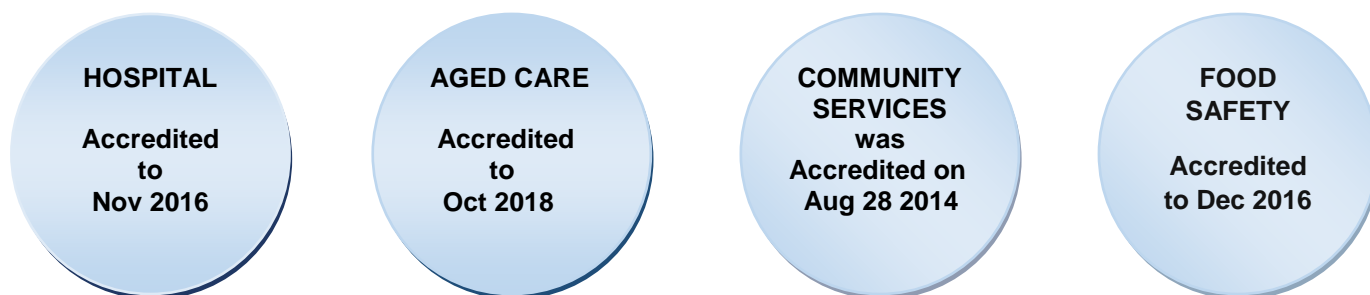 HOSPITAL
Accredited
to
Nov 2016
AGED CARE
Accredited
to
Oct 2018
COMMUNITY
SERVICES
was
Accredited on
Aug 28 2014
FOOD
SAFETY
Accredited
to Dec 2016